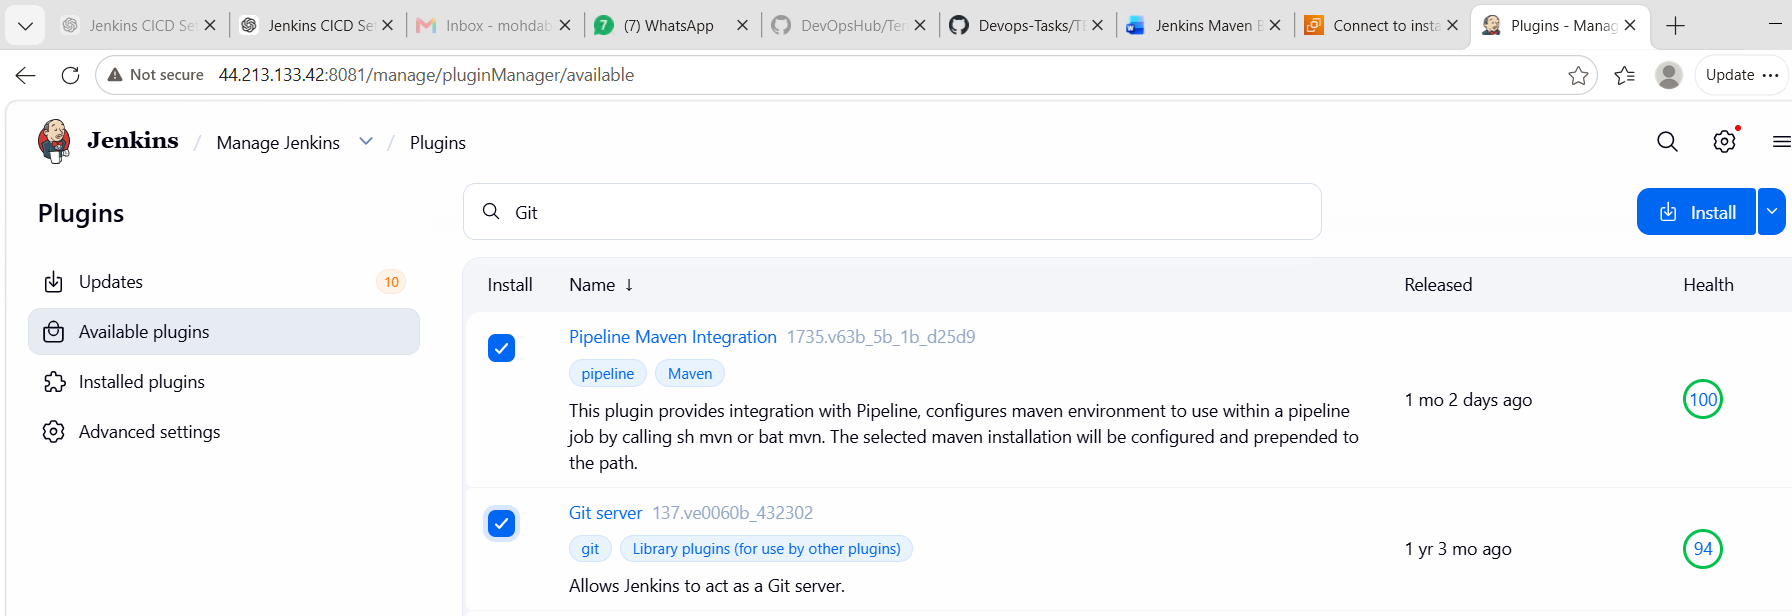 Jenkins CICD Set
Jenkins CICD Set
Inbox - mohdab
(7) WhatsApp
DevOpsHub/Ter
Devops-Tasks/TE
Jenkins Maven B
Connect to insta
Plugins - Manag
Not secure 44.213.133.42:8081/manage/pluginManager/available
Update
Jenkins / Manage Jenkins / Plugins
Plugins
Git
Install
Updates 10
Available plugins
Installed plugins
Advanced settings
Install Name ↓ Released Health
Pipeline Maven Integration 1735.v63b_5b_1b_d25d9
pipeline Maven
This plugin provides integration with Pipeline, configures maven environment to use within a pipeline
job by calling sh mvn or bat mvn. The selected maven installation will be configured and prepended to
the path.
1 mo 2 days ago
100
Git server 137.ve0060b_432302
git Library plugins (for use by other plugins)
Allows Jenkins to act as a Git server.
1 yr 3 mo ago
94